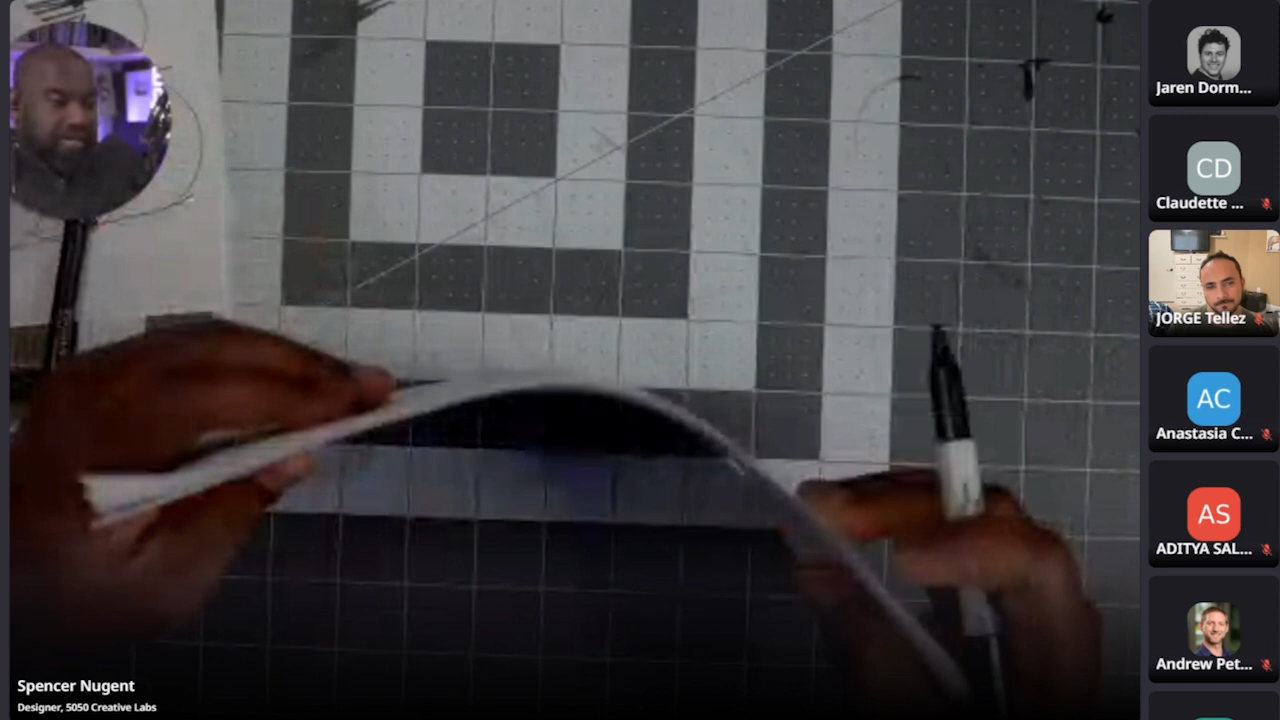 Jaren Dorm...
CD
Claudette ...
JORGE Tellez
AC
Anastasia C...
AS
ADITYA SAL...
Andrew Pet...
Spencer Nugent
Designer, 5050 Creative Labs